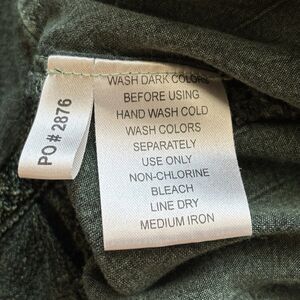 PO # 2876
WASH DARK COLORS
BEFORE USING
HAND WASH COLD
WASH COLORS
SEPARATELY
USE ONLY
NON-CHLORINE
BLEACH
LINE DRY
MEDIUM IRON